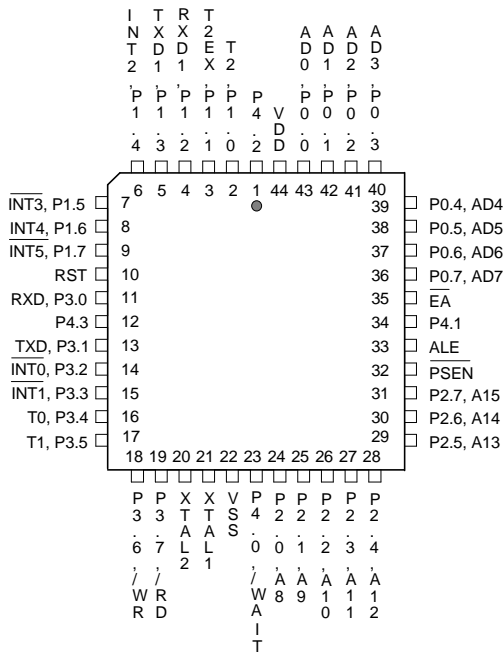 INT2, P1.4
TXD1, P1.3
RXD1, P1.2
T2EX, P1.1
T2, P1.0
P4.2
VDD
AD0, P0.0
AD1, P0.1
AD2, P0.2
AD3, P0.3
6 5 4 3 2 1 44 43 42 41 40
INT3, P1.5 7
INT4, P1.6 8
INT5, P1.7 9
RST 10
RXD, P3.0 11
P4.3 12
TXD, P3.1 13
INT0, P3.2 14
INT1, P3.3 15
T0, P3.4 16
T1, P3.5 17
39 P0.4, AD4
38 P0.5, AD5
37 P0.6, AD6
36 P0.7, AD7
35 EA
34 P4.1
33 ALE
32 PSEN
31 P2.7, A15
30 P2.6, A14
29 P2.5, A13
18 19 20 21 22 23 24 25 26 27 28
P3.6, /WR
P3.7, /RD
XTAL2
XTAL1
VSS
P4.0, /WAIT
P2.0, A8
P2.1, A9
P2.2, A10
P2.3, A11
P2.4, A12